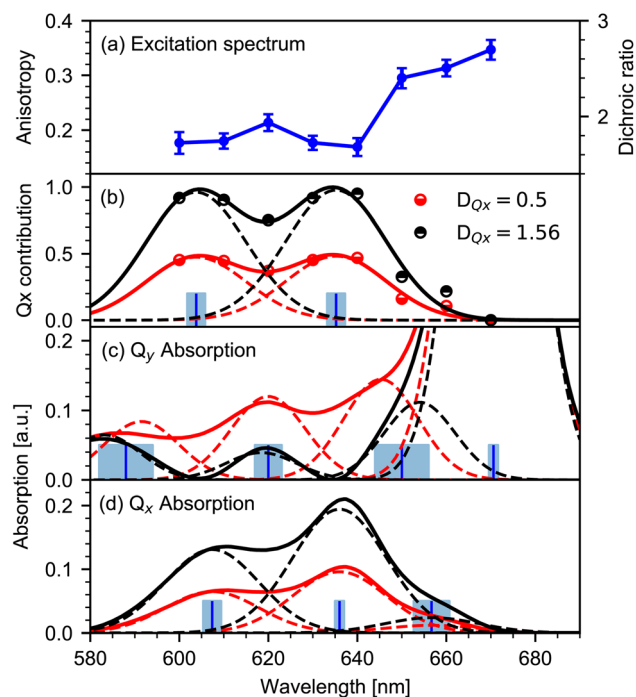 0.4
0.3
0.2
Anisotropy
(a) Excitation spectrum
3
2
Dichroic ratio
1.0
0.5
0.0
Qx contribution
(b)
D_Qx = 0.5
D_Qx = 1.56
0.2
0.1
0.0
(c) Q_y Absorption
Absorption [a.u.]
0.2
0.1
0.0
(d) Q_x Absorption
580 600 620 640 660 680
Wavelength [nm]